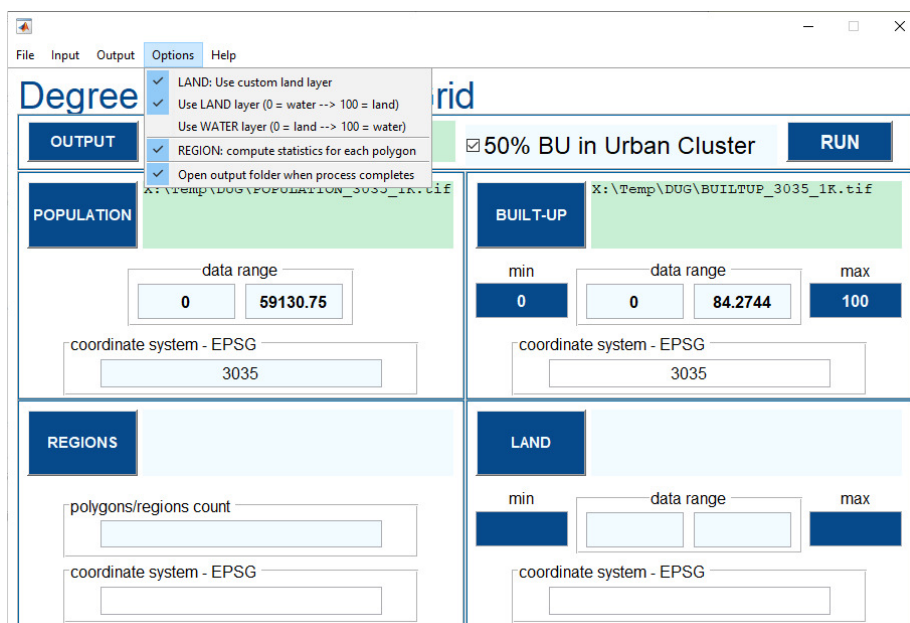 File Input Output Options Help
LAND: Use custom land layer
Use LAND layer (0 = water --> 100 = land)
Use WATER layer (0 = land --> 100 = water)
REGION: compute statistics for each polygon
Open output folder when process completes
Degree rid
OUTPUT
50% BU in Urban Cluster
RUN
POPULATION
X:\Temp\DUG\POPULATION_3035_1K.tif
data range
0 59130.75
coordinate system - EPSG
3035
BUILT-UP
X:\Temp\DUG\BUILTUP_3035_1K.tif
min data range max
0 0 84.2744 100
coordinate system - EPSG
3035
REGIONS
polygons/regions count
coordinate system - EPSG
LAND
min data range max
coordinate system - EPSG